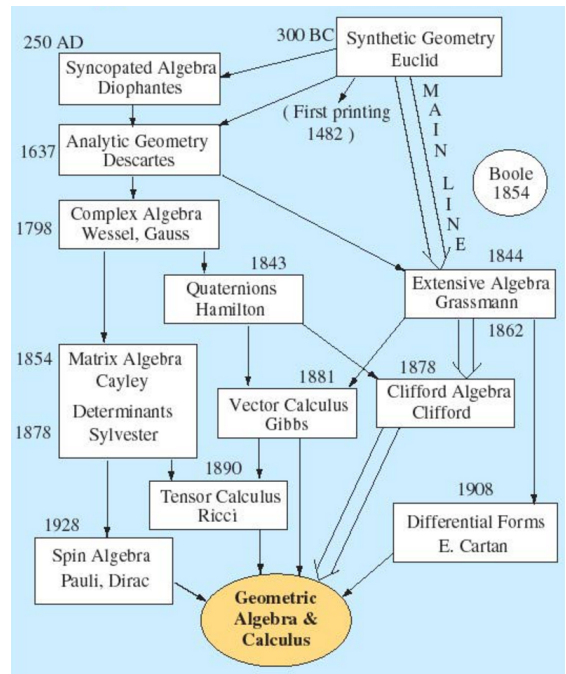 300 BC
Synthetic Geometry
Euclid
250 AD
Syncopated Algebra
Diophantes
( First printing
1482 )
MAIN LINE
1637
Analytic Geometry
Descartes
Boole
1854
1798
Complex Algebra
Wessel, Gauss
1843
Quaternions
Hamilton
1844
Extensive Algebra
Grassmann
1862
1854
Matrix Algebra
Cayley
Determinants
1878
Sylvester
1881
Vector Calculus
Gibbs
1878
Clifford Algebra
Clifford
1890
Tensor Calculus
Ricci
1908
Differential Forms
E. Cartan
1928
Spin Algebra
Pauli, Dirac
Geometric
Algebra &
Calculus